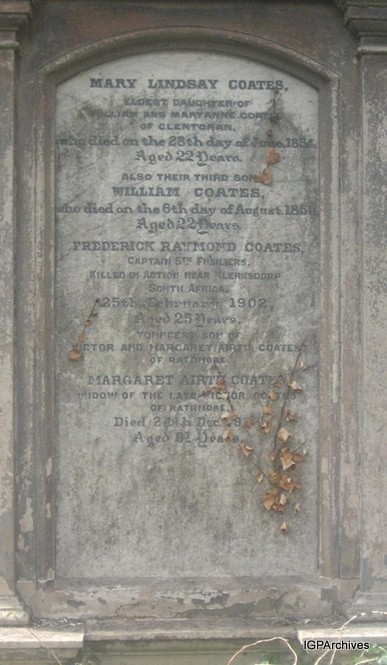 MARY LINDSAY COATES,
ELDEST DAUGHTER OF
WILLIAM AND MARYANNE COATES
OF GLENTORAN,
who died on the 28th day of June,
Aged 22 Years.
ALSO THEIR THIRD SON
WILLIAM COATES
who died on the 6th day of August,
Aged 22 Years.
FREDERICK RAYMOND COATES,
CAPTAIN 5TH FUSILIERS,
KILLED IN ACTION NEAR KLERKSDORP
SOUTH AFRICA,
25th February 1902,
Aged 25 Years.
YOUNGEST SON OF
VICTOR AND MARGARET AIRTH COATES
OF RATHMORE.
MARGARET AIRTH COATES
WIDOW OF THE LATE VICTOR COATES
OF RATHMORE,
Died Dec.
Aged 81 Years.
IGPArchives